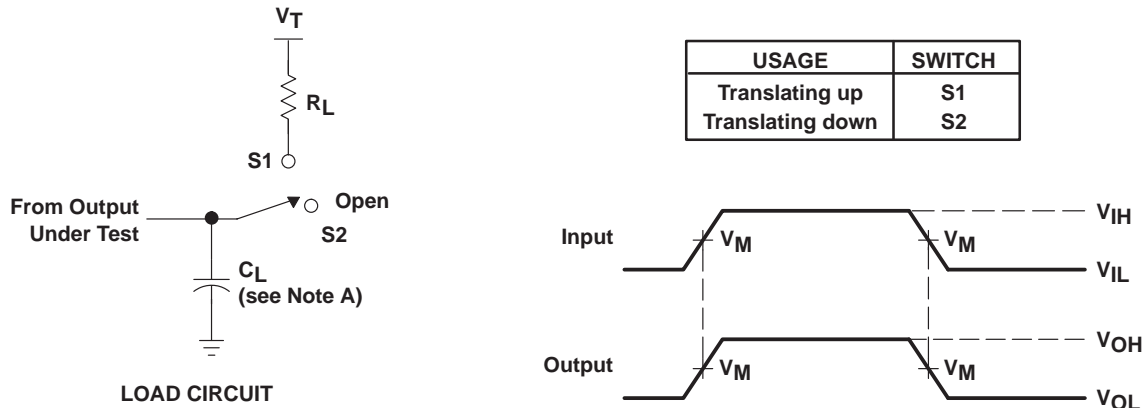 VT
RL
S1
From Output
Under Test
Open
S2
CL
(see Note A)
LOAD CIRCUIT
USAGE SWITCH
Translating up S1
Translating down S2
Input
VM
VM
VIH
VIL
Output
VM
VM
VOH
VOL